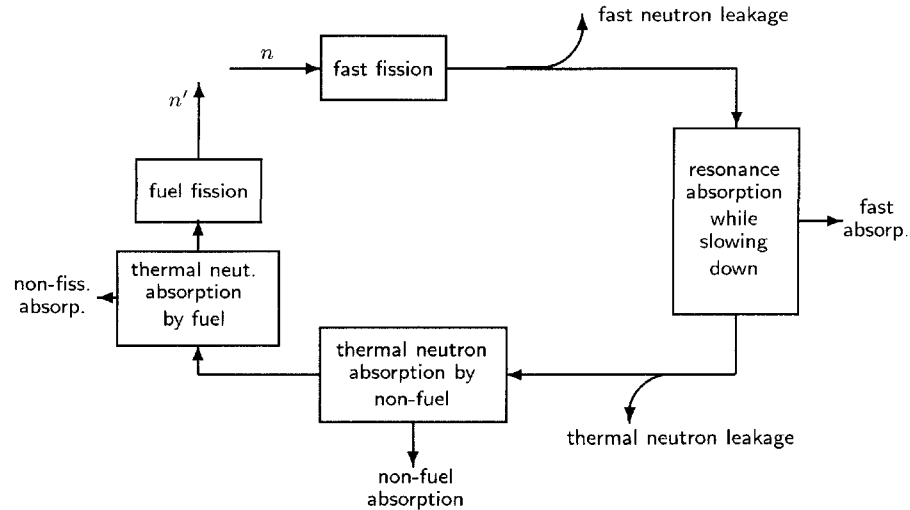 fast neutron leakage
n
fast fission
n′
resonance
absorption
while
slowing
down
fast
absorp.
fuel fission
thermal neut.
absorption
by fuel
non-fiss.
absorp.
thermal neutron
absorption by
non-fuel
thermal neutron leakage
non-fuel
absorption